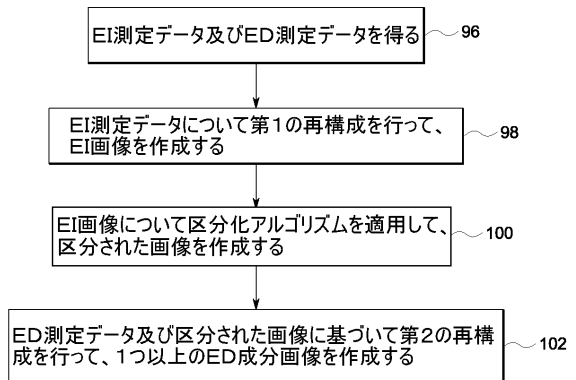 EI測定データ及びED測定データを得る
96
EI測定データについて第1の再構成を行って、
EI画像を作成する
98
EI画像について区分化アルゴリズムを適用して、
区分された画像を作成する
100
ED測定データ及び区分された画像に基づいて第2の再構
成を行って、1つ以上のED成分画像を作成する
102